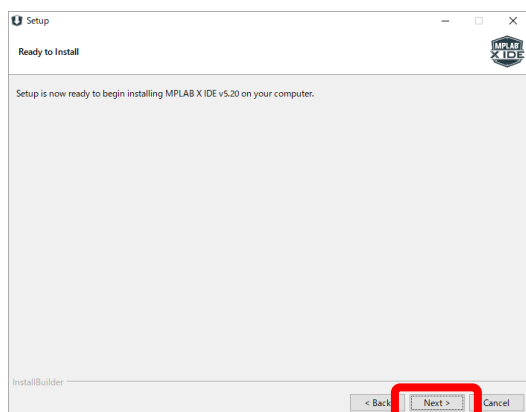 Setup
Ready to Install
MPLAB
X IDE
Setup is now ready to begin installing MPLAB X IDE v5.20 on your computer.
InstallBuilder
< Back
Next >
Cancel